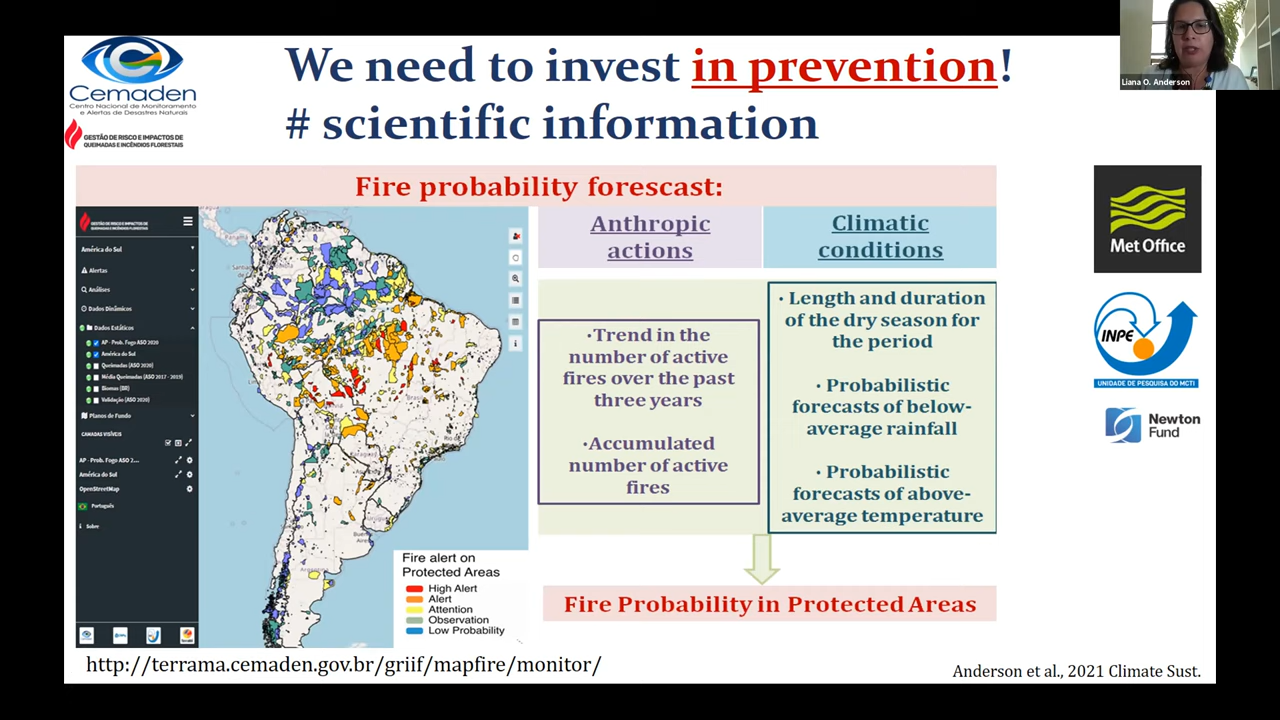 Liana O. Anderson
Cemaden
Centro Nacional de Monitoramento
e Alertas de Desastres Naturais
GESTÃO DE RISCO E IMPACTOS DE
QUEIMADAS E INCÊNDIOS FLORESTAIS
We need to invest in prevention!
# scientific information
Fire probability forescast:
GESTÃO DE RISCO E IMPACTOS DE
QUEIMADAS E INCÊNDIOS FLORESTAIS
América do Sul
Alertas
Análises
Dados Dinâmicos
Dados Estáticos
AP - Prob. Fogo ASO 2020
América do Sul
Queimadas (ASO 2020)
Média Queimadas (ASO 2017 - 2019)
Biomas (BR)
Validação (ASO 2020)
Planos de Fundo
CAMADAS VISÍVEIS
AP - Prob. Fogo ASO 2...
América do Sul
OpenStreetMap
Português
Sobre
Fire alert on
Protected Areas
High Alert
Alert
Attention
Observation
Low Probability
Anthropic
actions
·Trend in the
number of active
fires over the past
three years
·Accumulated
number of active
fires
Climatic
conditions
· Length and duration
of the dry season for
the period
· Probabilistic
forecasts of below-
average rainfall
· Probabilistic
forecasts of above-
average temperature
Fire Probability in Protected Areas
Met Office
INPE
UNIDADE DE PESQUISA DO MCTI
Newton
Fund
http://terrama.cemaden.gov.br/griif/mapfire/monitor/
Anderson et al., 2021 Climate Sust.